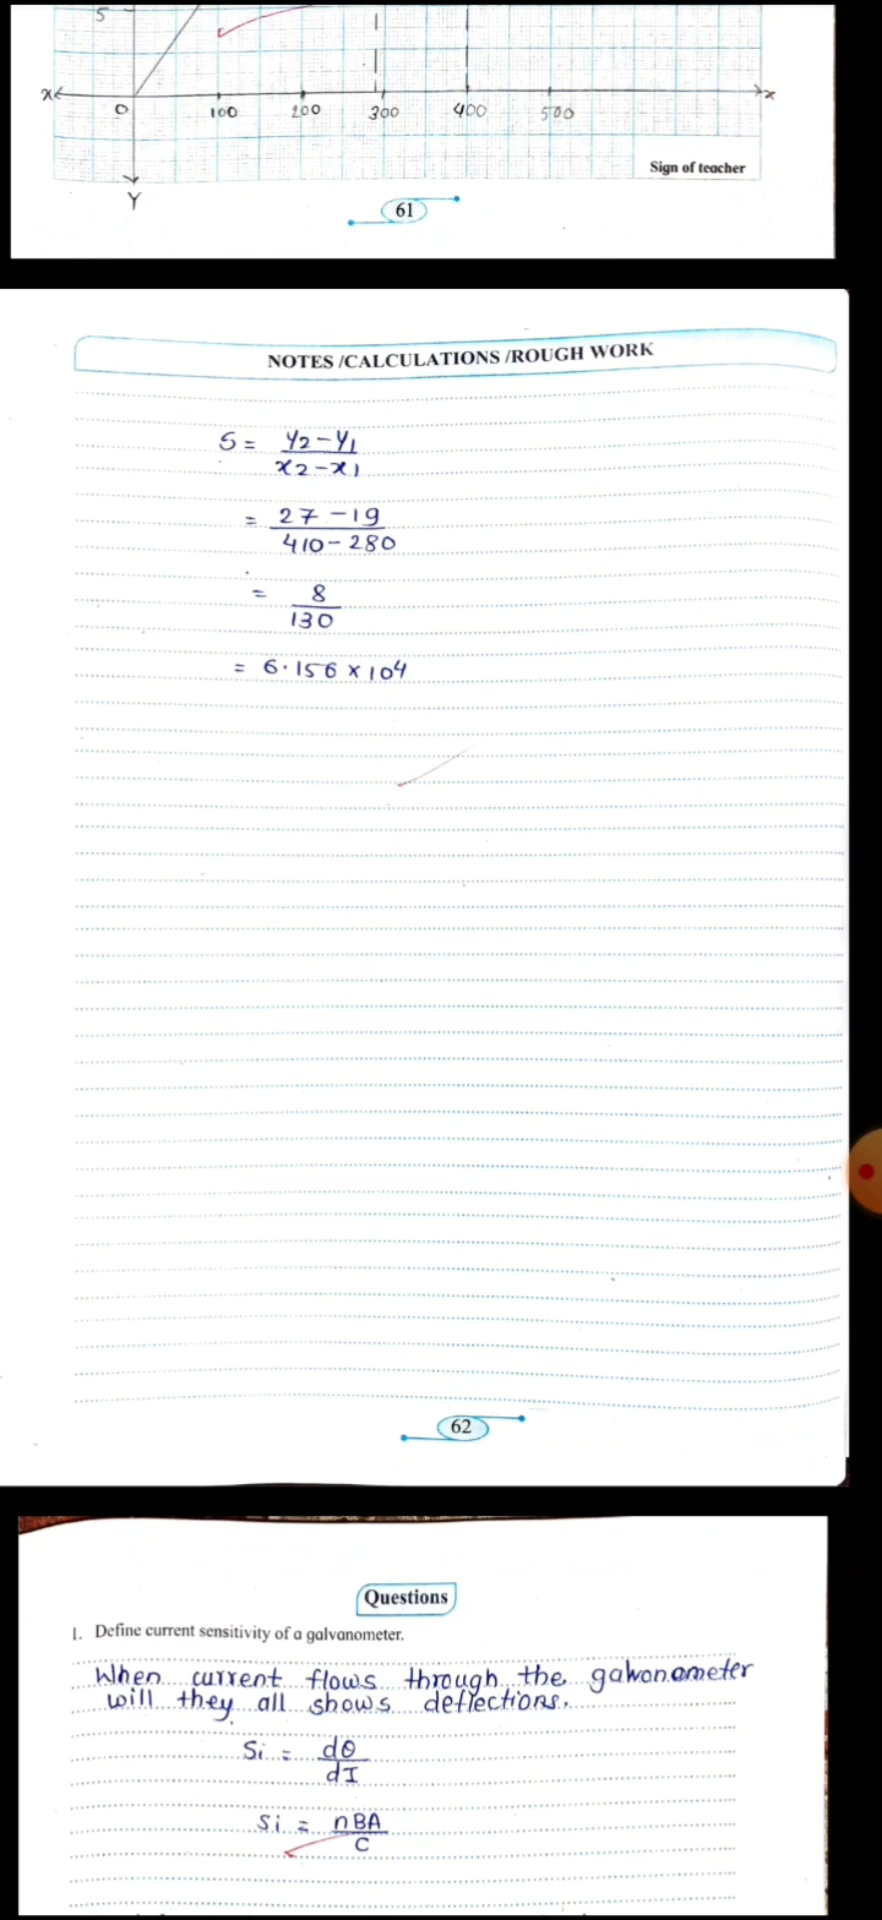 5
x x
0 100 200 300 400 500
Sign of teacher
Y
61
NOTES /CALCULATIONS /ROUGH WORK
S = y2-y1
x2-x1
= 27-19
410-280
= 8
130
= 6.156 x 104
62
Questions
1. Define current sensitivity of a galvanometer.
When current flows through the galvonometer
will they all shows deflections.
Si = dθ
dI
Si = nBA
C